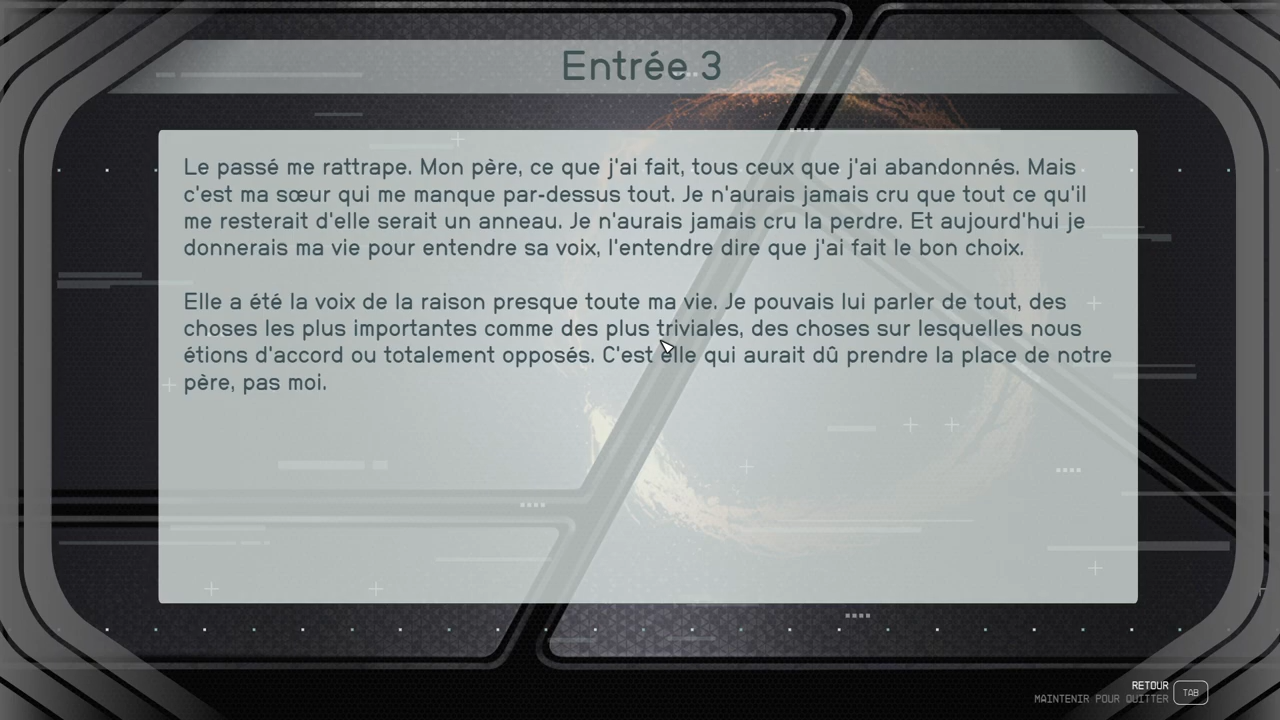 Entrée 3
Le passé me rattrape. Mon père, ce que j'ai fait, tous ceux que j'ai abandonnés. Mais
c'est ma sœur qui me manque par-dessus tout. Je n'aurais jamais cru que tout ce qu'il
me resterait d'elle serait un anneau. Je n'aurais jamais cru la perdre. Et aujourd'hui je
donnerais ma vie pour entendre sa voix, l'entendre dire que j'ai fait le bon choix.
Elle a été la voix de la raison presque toute ma vie. Je pouvais lui parler de tout, des
choses les plus importantes comme des plus triviales, des choses sur lesquelles nous
étions d'accord ou totalement opposés. C'est elle qui aurait dû prendre la place de notre
père, pas moi.
RETOUR
MAINTENIR POUR QUITTER TAB